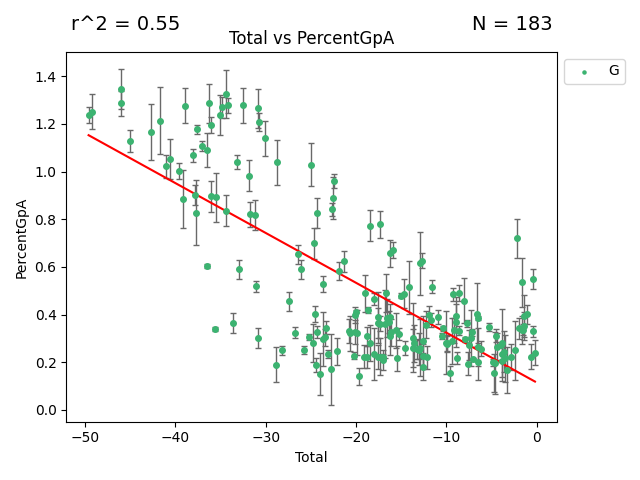 r^2 = 0.55
N = 183
Total vs PercentGpA
G
1.4
1.2
1.0
0.8
0.6
0.4
0.2
0.0
PercentGpA
−50
−40
−30
−20
−10
0
Total